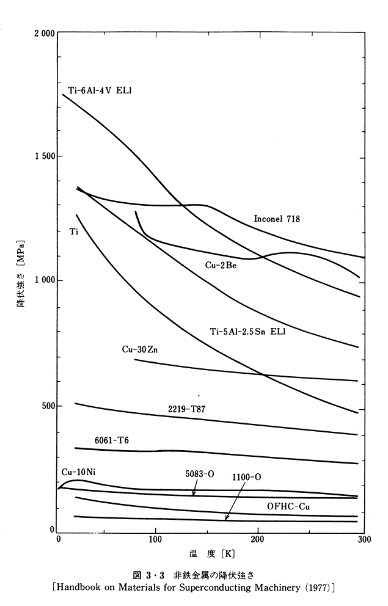 2 000
Ti-6Al-4V ELI
1 500
Inconel 718
Ti
Cu-2Be
降伏強さ [MPa]
1 000
Ti-5Al-2.5Sn ELI
Cu-30Zn
500
2219-T87
6061-T6
Cu-10Ni
5083-O
1100-O
OFHC-Cu
0
0
100
200
300
温 度 [K]
図 3・3 非鉄金属の降伏強さ
[Handbook on Materials for Superconducting Machinery (1977)]